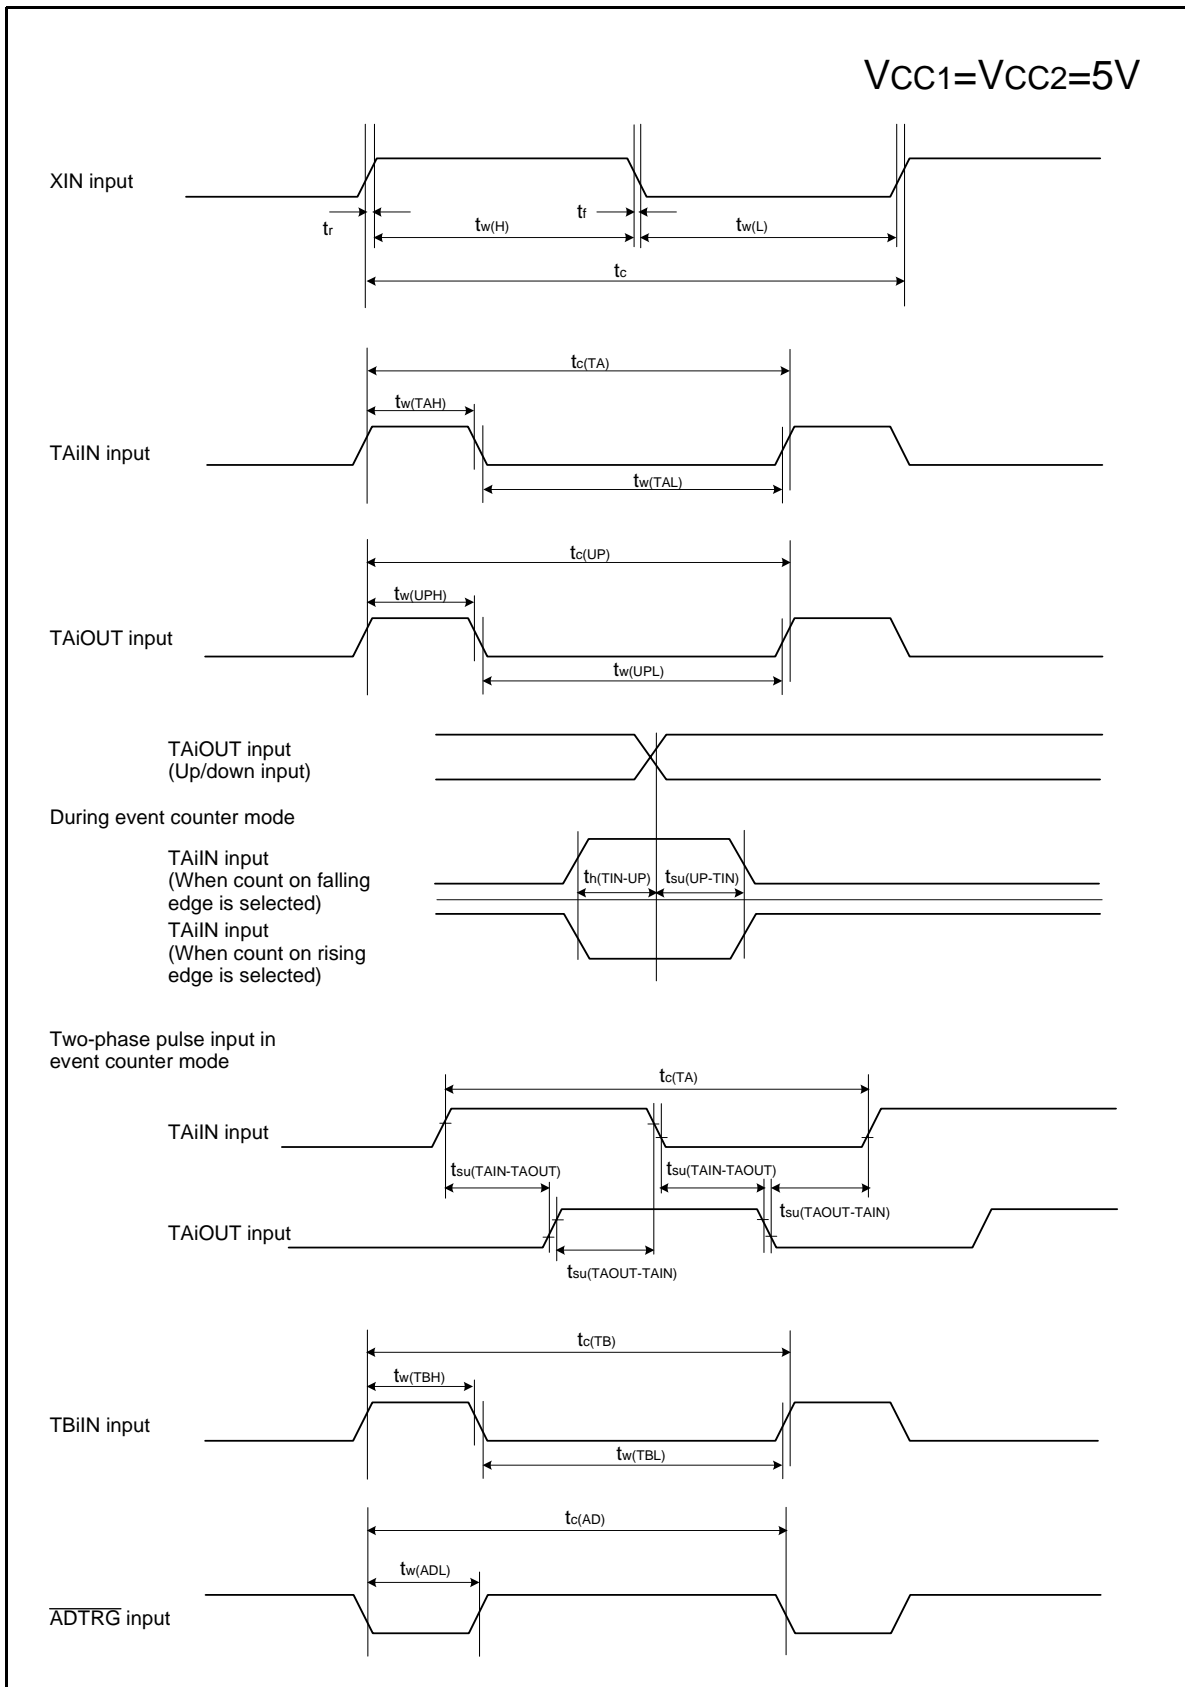 VCC1=VCC2=5V
XIN input
tr
tw(H)
tf
tw(L)
tc
tc(TA)
tw(TAH)
TAiIN input
tw(TAL)
tc(UP)
tw(UPH)
TAiOUT input
tw(UPL)
TAiOUT input
(Up/down input)
During event counter mode
TAiIN input
(When count on falling
edge is selected)
th(TIN-UP)
tsu(UP-TIN)
TAiIN input
(When count on rising
edge is selected)
Two-phase pulse input in
event counter mode
tc(TA)
TAiIN input
tsu(TAIN-TAOUT)
tsu(TAIN-TAOUT)
tsu(TAOUT-TAIN)
TAiOUT input
tsu(TAOUT-TAIN)
tc(TB)
tw(TBH)
TBiIN input
tw(TBL)
tc(AD)
tw(ADL)
ADTRG input